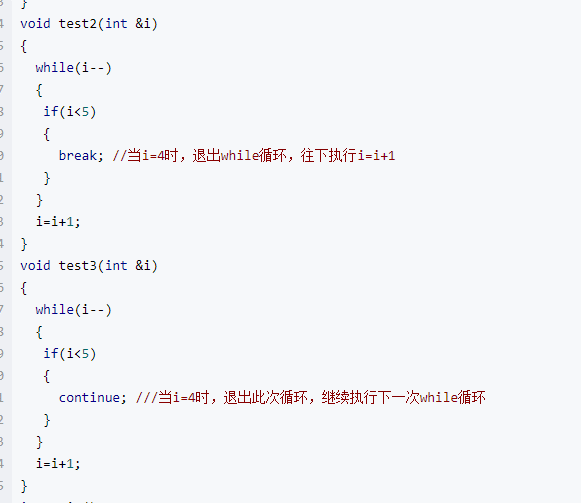 }
void test2(int &i)
{
while(i--)
{
if(i<5)
{
break; //当i=4时，退出while循环，往下执行i=i+1
}
}
i=i+1;
}
void test3(int &i)
{
while(i--)
{
if(i<5)
{
continue; ///当i=4时，退出此次循环，继续执行下一次while循环
}
}
i=i+1;
}